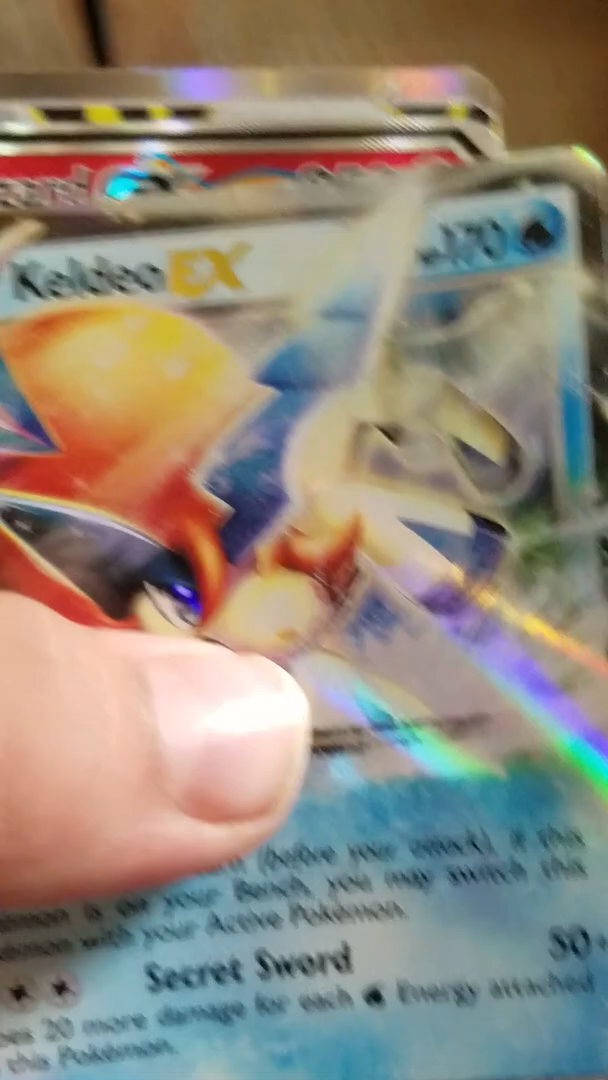 zard
Keldeo EX
170
(before your attack), if this
is on your Bench, you may switch this
with your Active Pokémon.
Secret Sword
50+
20 more damage for each Energy attached
this Pokémon.